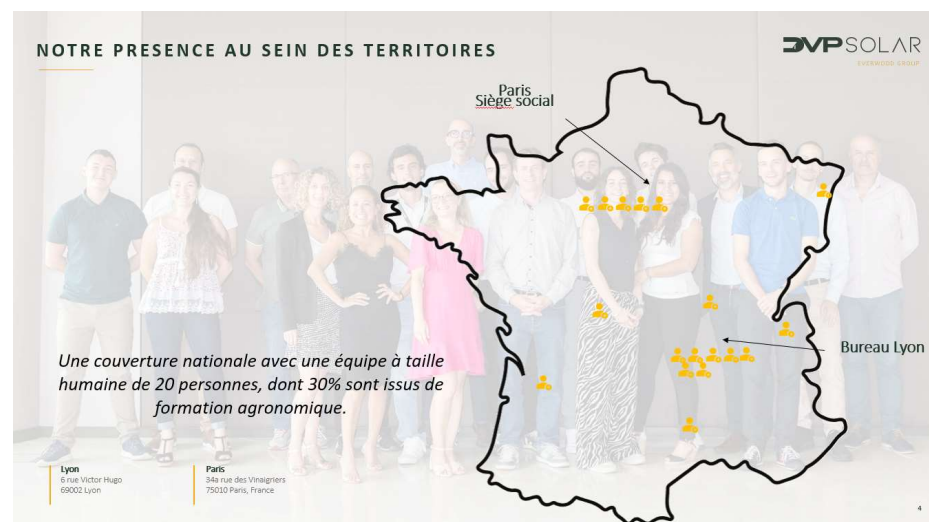 NOTRE PRESENCE AU SEIN DES TERRITOIRES
DVPSOLAR
EVERWOOD GROUP
Paris
Siège social
Bureau Lyon
Une couverture nationale avec une équipe à taille
humaine de 20 personnes, dont 30% sont issus de
formation agronomique.
Lyon
6 rue Victor Hugo
69002 Lyon
Paris
34a rue des Vinaigriers
75010 Paris, France
4